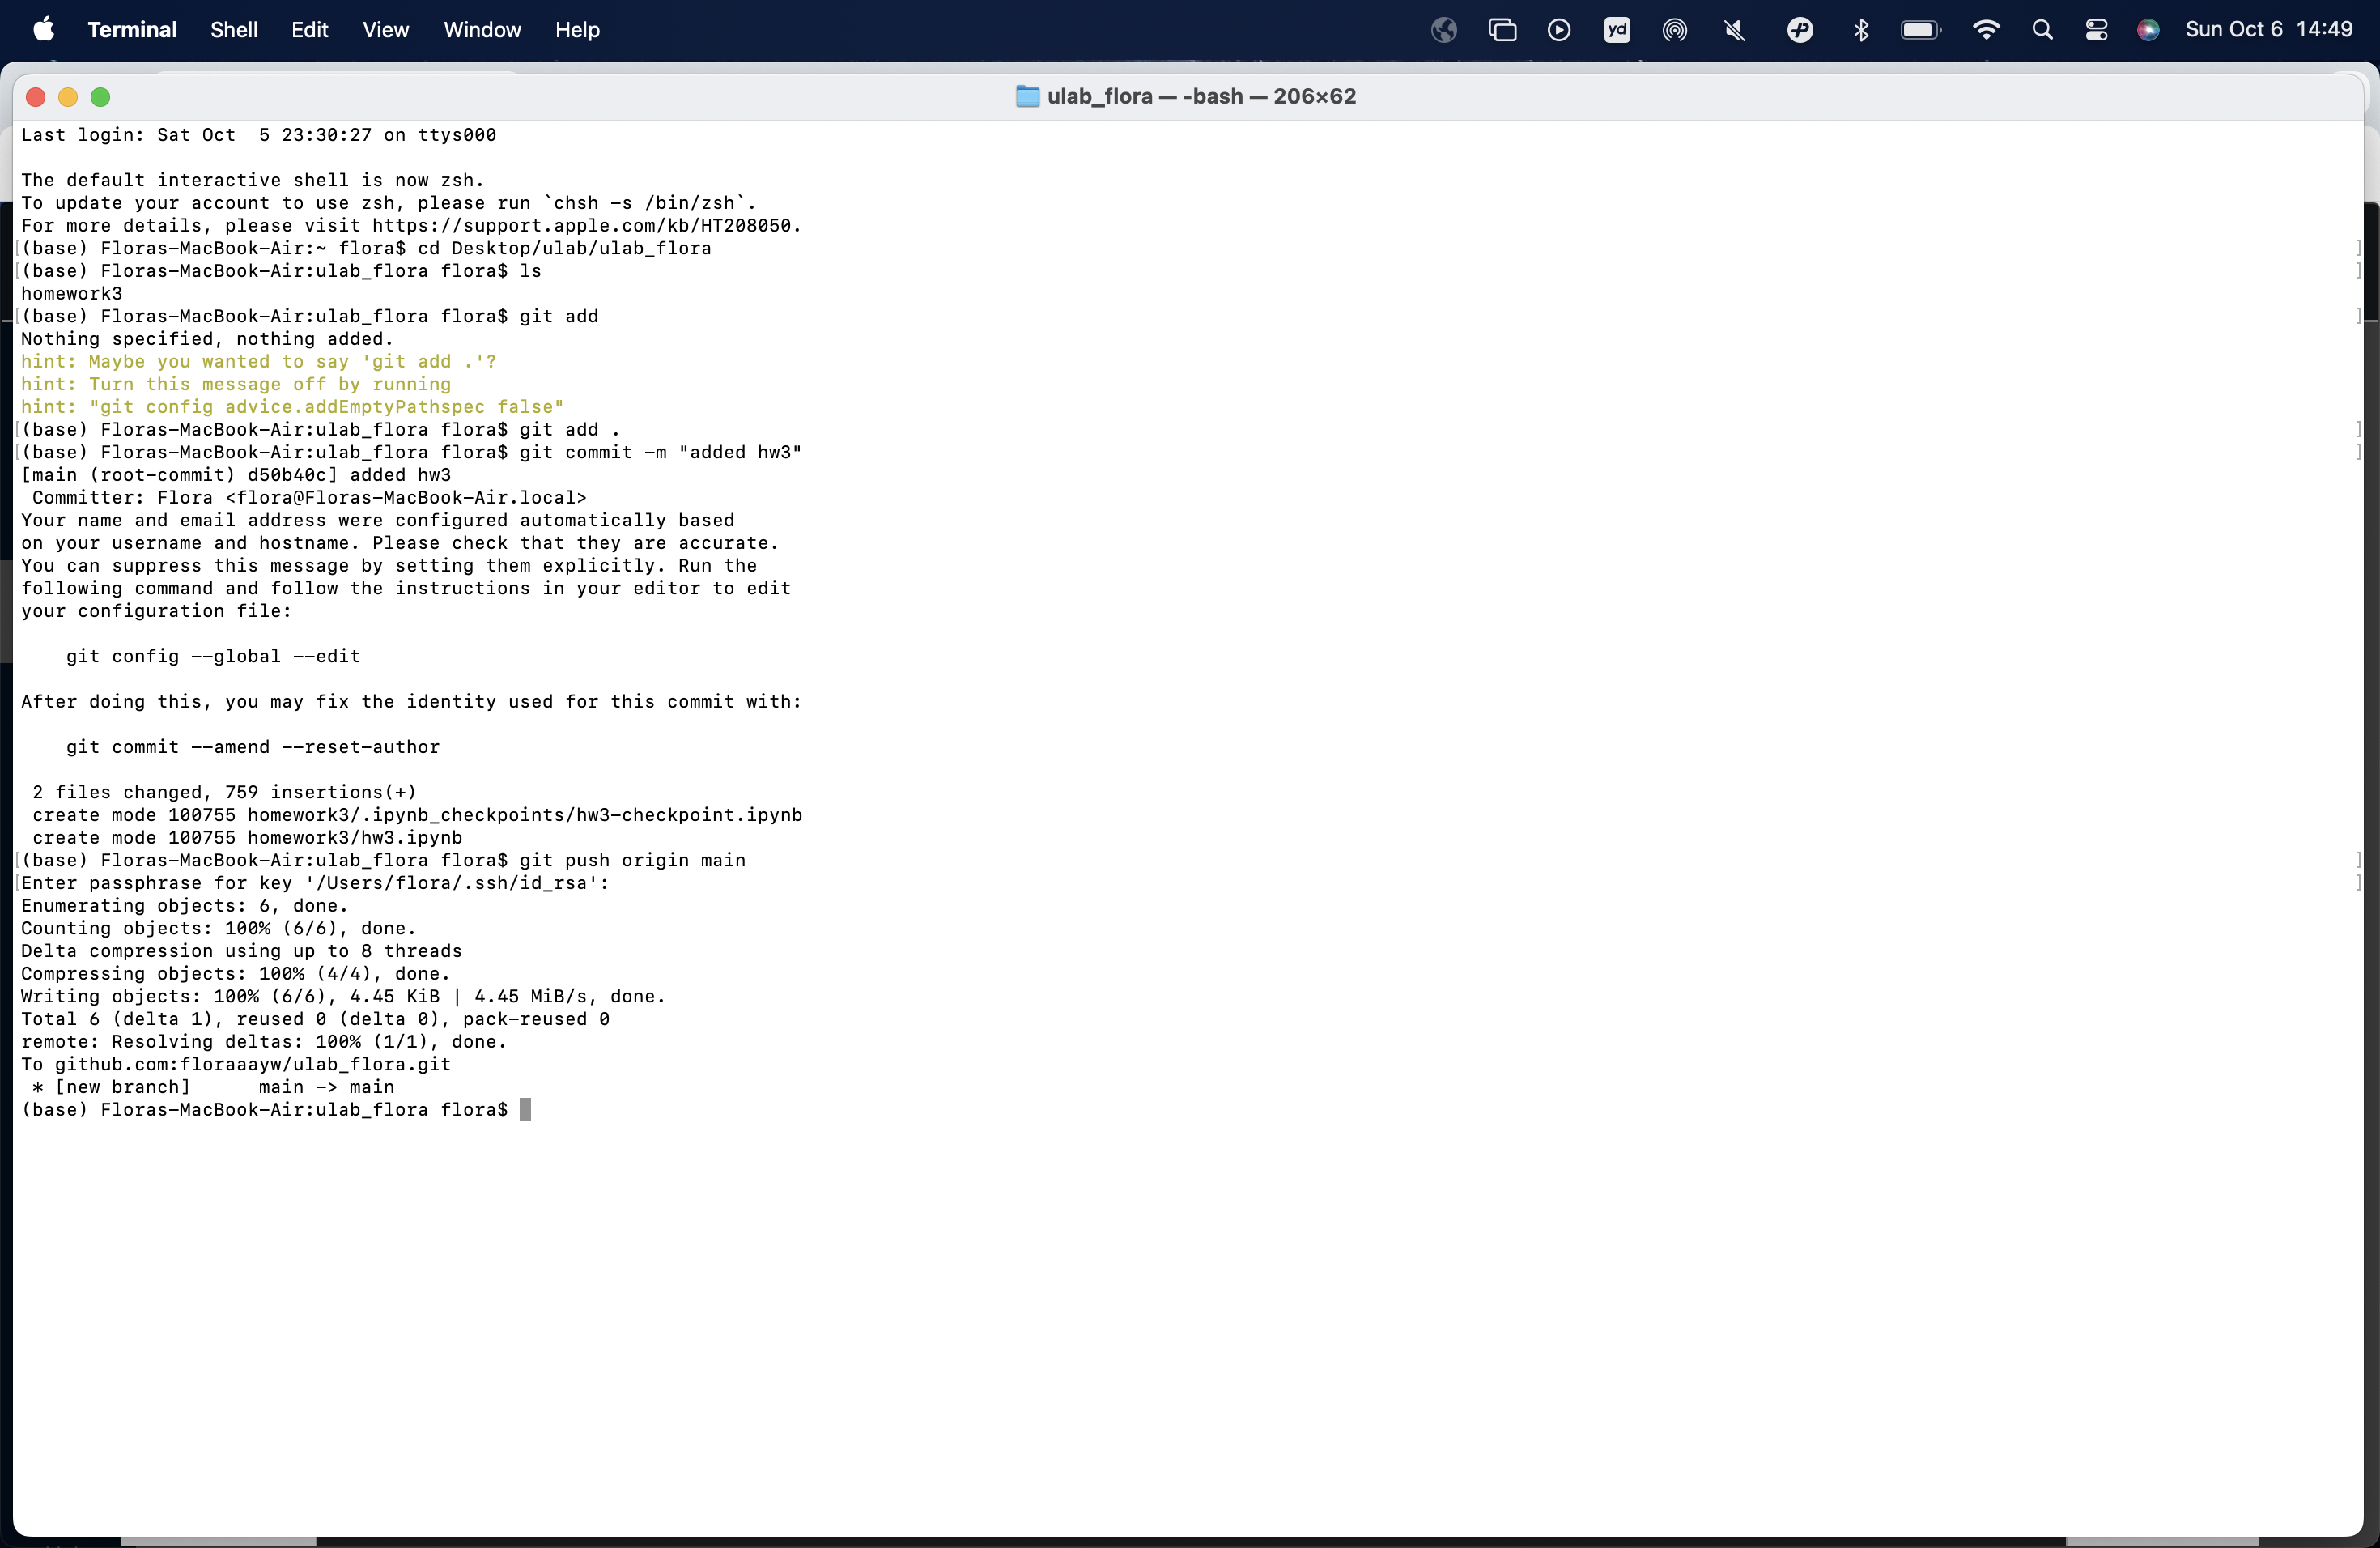 Terminal Shell Edit View Window Help yd Sun Oct 6 14:49
ulab_flora — -bash — 206×62
Last login: Sat Oct  5 23:30:27 on ttys000
The default interactive shell is now zsh.
To update your account to use zsh, please run `chsh -s /bin/zsh`.
For more details, please visit https://support.apple.com/kb/HT208050.
[(base) Floras-MacBook-Air:~ flora$ cd Desktop/ulab/ulab_flora ]
[(base) Floras-MacBook-Air:ulab_flora flora$ ls ]
homework3
[(base) Floras-MacBook-Air:ulab_flora flora$ git add ]
Nothing specified, nothing added.
hint: Maybe you wanted to say 'git add .'?
hint: Turn this message off by running
hint: "git config advice.addEmptyPathspec false"
[(base) Floras-MacBook-Air:ulab_flora flora$ git add . ]
[(base) Floras-MacBook-Air:ulab_flora flora$ git commit -m "added hw3" ]
[main (root-commit) d50b40c] added hw3
 Committer: Flora <flora@Floras-MacBook-Air.local>
Your name and email address were configured automatically based
on your username and hostname. Please check that they are accurate.
You can suppress this message by setting them explicitly. Run the
following command and follow the instructions in your editor to edit
your configuration file:
    git config --global --edit
After doing this, you may fix the identity used for this commit with:
    git commit --amend --reset-author
 2 files changed, 759 insertions(+)
 create mode 100755 homework3/.ipynb_checkpoints/hw3-checkpoint.ipynb
 create mode 100755 homework3/hw3.ipynb
[(base) Floras-MacBook-Air:ulab_flora flora$ git push origin main ]
[Enter passphrase for key '/Users/flora/.ssh/id_rsa': ]
Enumerating objects: 6, done.
Counting objects: 100% (6/6), done.
Delta compression using up to 8 threads
Compressing objects: 100% (4/4), done.
Writing objects: 100% (6/6), 4.45 KiB | 4.45 MiB/s, done.
Total 6 (delta 1), reused 0 (delta 0), pack-reused 0
remote: Resolving deltas: 100% (1/1), done.
To github.com:floraaayw/ulab_flora.git
 * [new branch]      main -> main
(base) Floras-MacBook-Air:ulab_flora flora$